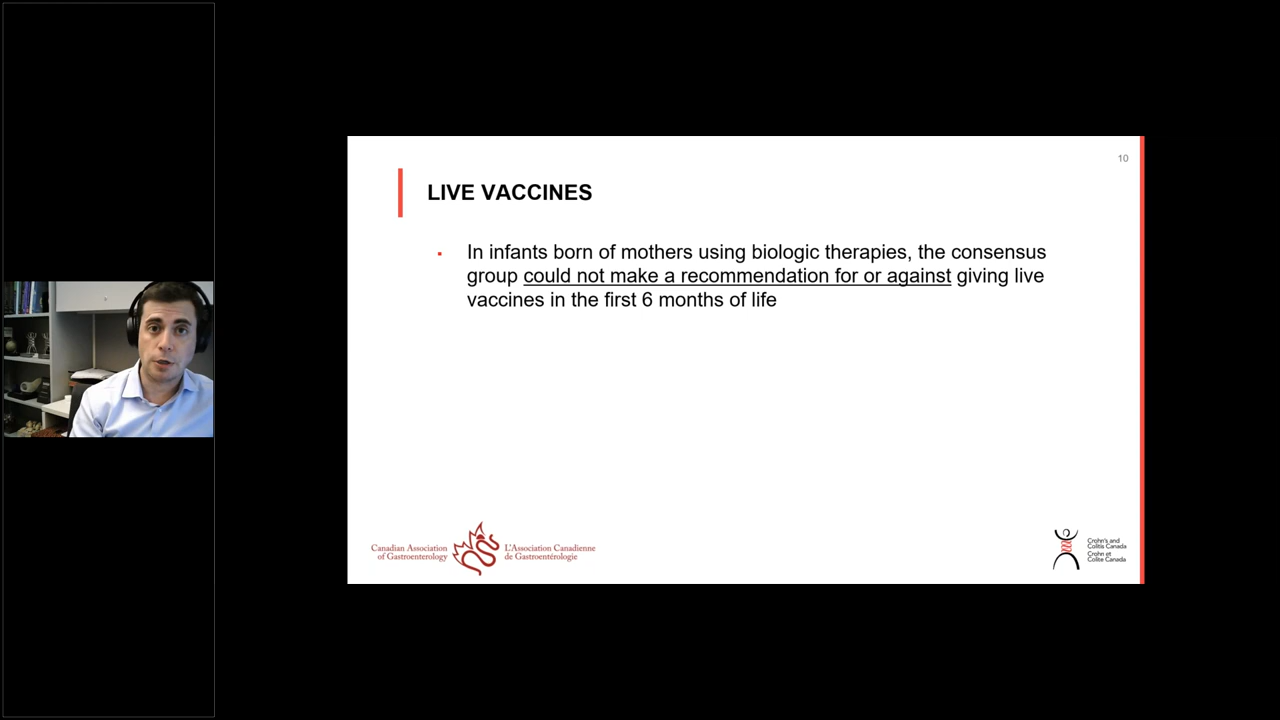 10
LIVE VACCINES
In infants born of mothers using biologic therapies, the consensus
group could not make a recommendation for or against giving live
vaccines in the first 6 months of life
Canadian Association
of Gastroenterology
L'Association Canadienne
de Gastroentérologie
Crohn's and
Colitis Canada
Crohn et
Colite Canada